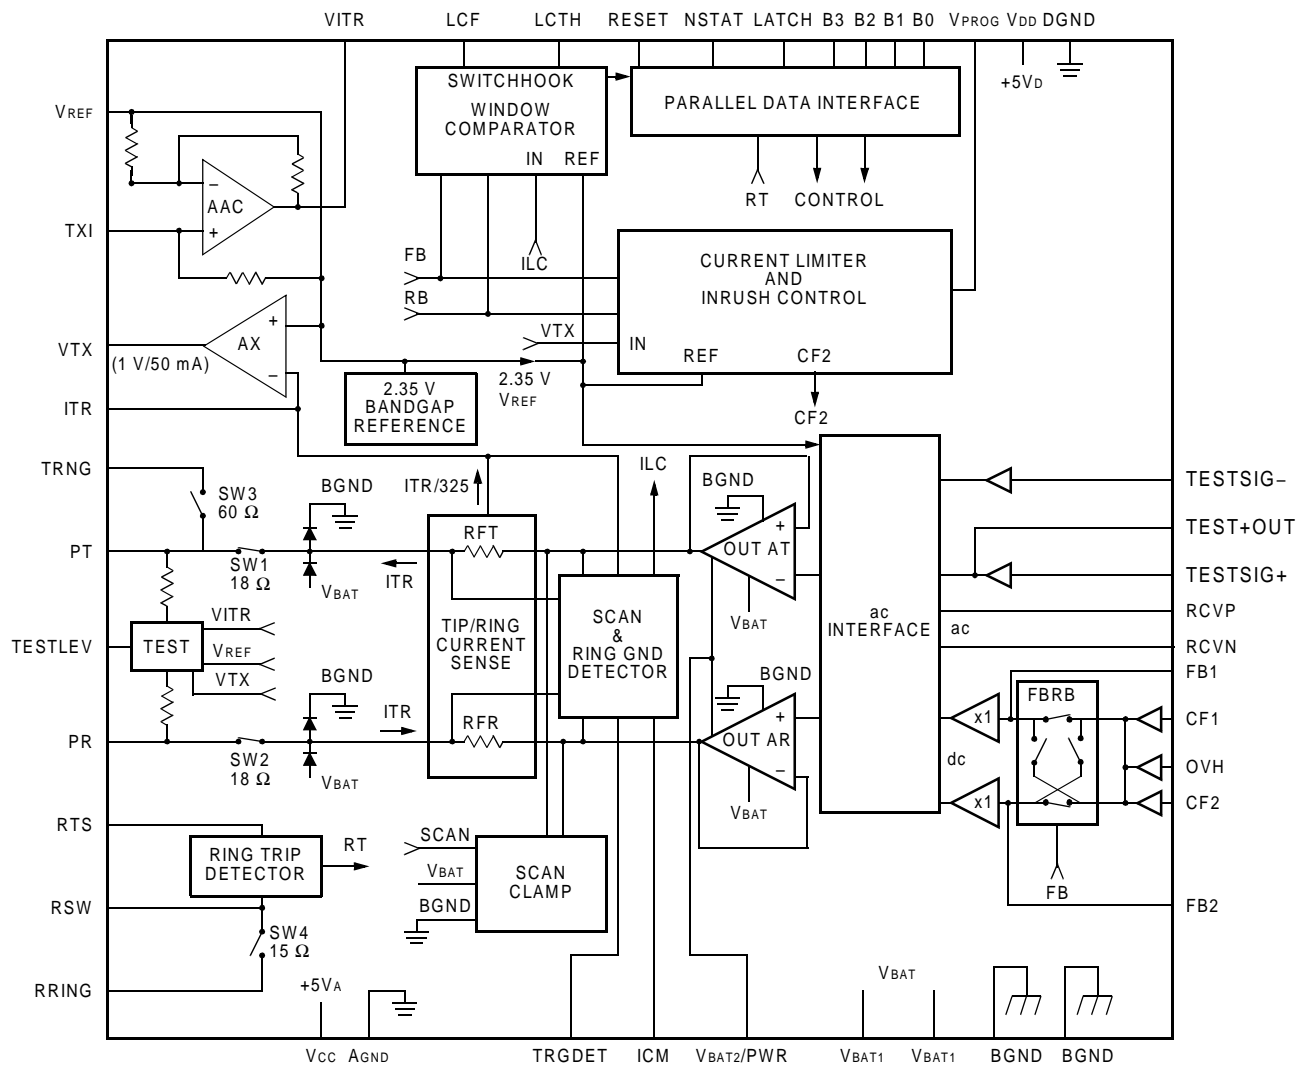 VITR
LCF
LCTH
RESET
NSTAT
LATCH
B3
B2
B1
B0
VPROG
VDD
DGND
+5VD
VREF
SWITCHHOOK
WINDOW
COMPARATOR
IN
REF
PARALLEL DATA INTERFACE
RT
CONTROL
AAC
−
+
TXI
FB
RB
ILC
CURRENT LIMITER
AND
INRUSH CONTROL
IN
REF
CF2
VTX
CF2
VTX
(1 V/50 mA)
AX
+
−
2.35 V
BANDGAP
REFERENCE
2.35 V
VREF
ITR
TRNG
SW3
60 Ω
BGND
ITR/325
ILC
BGND
TESTSIG−
TEST+OUT
TESTSIG+
PT
SW1
18 Ω
VBAT
ITR
RFT
OUT AT
+
−
VBAT
TIP/RING
CURRENT
SENSE
SCAN
&
RING GND
DETECTOR
ac
INTERFACE
ac
RCVP
RCVN
TESTLEV
TEST
VITR
VREF
VTX
BGND
ITR
RFR
BGND
OUT AR
+
−
VBAT
FB1
FBRB
x1
CF1
dc
OVH
x1
CF2
PR
SW2
18 Ω
VBAT
RTS
RING TRIP
DETECTOR
RT
SCAN
VBAT
BGND
SCAN
CLAMP
FB
FB2
RSW
SW4
15 Ω
RRING
+5VA
VBAT
VCC
AGND
TRGDET
ICM
VBAT2/PWR
VBAT1
VBAT1
BGND
BGND